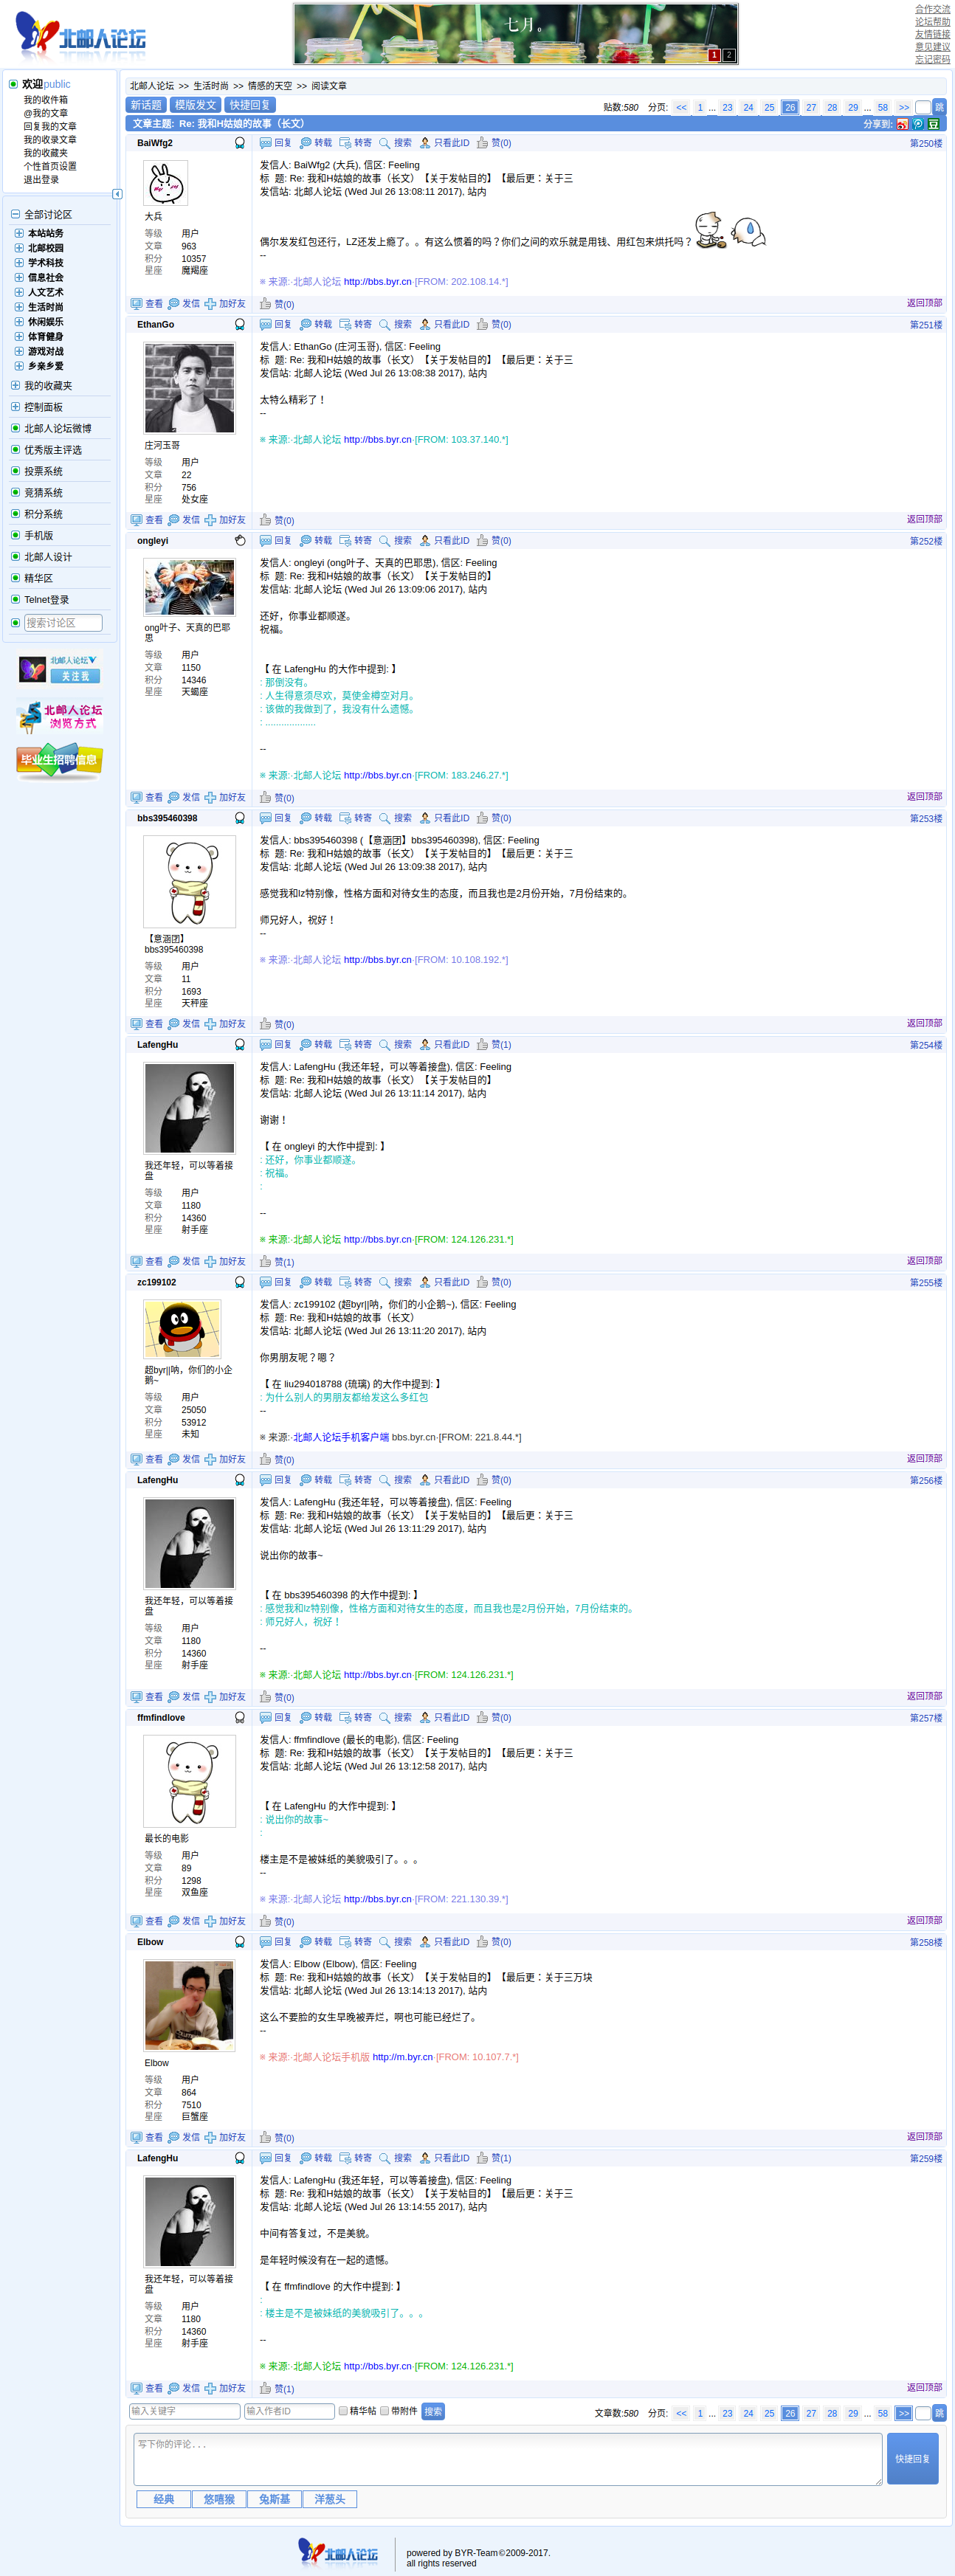 北邮人论坛
七月。
1 2
合作交流
论坛帮助
友情链接
意见建议
忘记密码
欢迎public
我的收件箱
@我的文章
回复我的文章
我的收录文章
我的收藏夹
个性首页设置
退出登录
全部讨论区
本站站务
北邮校园
学术科技
信息社会
人文艺术
生活时尚
休闲娱乐
体育健身
游戏对战
乡亲乡爱
我的收藏夹
控制面板
北邮人论坛微博
优秀版主评选
投票系统
竞猜系统
积分系统
手机版
北邮人设计
精华区
Telnet登录
搜索讨论区
北邮人论坛
关注我
北邮人论坛
浏览方式
毕业生招聘信息
北邮人论坛 >> 生活时尚 >> 情感的天空 >> 阅读文章
新话题 模版发文 快捷回复
贴数:580 分页: << 1 ... 23 24 25 26 27 28 29 ... 58 >> 跳
文章主题: Re: 我和H姑娘的故事（长文）
分享到:
BaiWfg2
回复 转载 转寄 搜索 只看此ID 赞(0)
第250楼
大兵
等级 用户
文章 963
积分 10357
星座 魔羯座
发信人: BaiWfg2 (大兵), 信区: Feeling
标 题: Re: 我和H姑娘的故事（长文）【关于发帖目的】【最后更：关于三
发信站: 北邮人论坛 (Wed Jul 26 13:08:11 2017), 站内
偶尔发发红包还行，LZ还发上瘾了。。有这么惯着的吗？你们之间的欢乐就是用钱、用红包来烘托吗？
--
※ 来源:·北邮人论坛 http://bbs.byr.cn·[FROM: 202.108.14.*]
查看 发信 加好友 赞(0) 返回顶部
EthanGo
回复 转载 转寄 搜索 只看此ID 赞(0)
第251楼
庄河玉哥
等级 用户
文章 22
积分 756
星座 处女座
发信人: EthanGo (庄河玉哥), 信区: Feeling
标 题: Re: 我和H姑娘的故事（长文）【关于发帖目的】【最后更：关于三
发信站: 北邮人论坛 (Wed Jul 26 13:08:38 2017), 站内
太特么精彩了！
--
※ 来源:·北邮人论坛 http://bbs.byr.cn·[FROM: 103.37.140.*]
查看 发信 加好友 赞(0) 返回顶部
ongleyi
回复 转载 转寄 搜索 只看此ID 赞(0)
第252楼
ong叶子、天真的巴耶
思
等级 用户
文章 1150
积分 14346
星座 天蝎座
发信人: ongleyi (ong叶子、天真的巴耶思), 信区: Feeling
标 题: Re: 我和H姑娘的故事（长文）【关于发帖目的】
发信站: 北邮人论坛 (Wed Jul 26 13:09:06 2017), 站内
还好，你事业都顺遂。
祝福。
【 在 LafengHu 的大作中提到: 】
: 那倒没有。
: 人生得意须尽欢，莫使金樽空对月。
: 该做的我做到了，我没有什么遗憾。
: ...................
--
※ 来源:·北邮人论坛 http://bbs.byr.cn·[FROM: 183.246.27.*]
查看 发信 加好友 赞(0) 返回顶部
bbs395460398
回复 转载 转寄 搜索 只看此ID 赞(0)
第253楼
【意涵团】
bbs395460398
等级 用户
文章 11
积分 1693
星座 天秤座
发信人: bbs395460398 (【意涵团】bbs395460398), 信区: Feeling
标 题: Re: 我和H姑娘的故事（长文）【关于发帖目的】【最后更：关于三
发信站: 北邮人论坛 (Wed Jul 26 13:09:38 2017), 站内
感觉我和lz特别像，性格方面和对待女生的态度，而且我也是2月份开始，7月份结束的。
师兄好人，祝好！
--
※ 来源:·北邮人论坛 http://bbs.byr.cn·[FROM: 10.108.192.*]
查看 发信 加好友 赞(0) 返回顶部
LafengHu
回复 转载 转寄 搜索 只看此ID 赞(1)
第254楼
我还年轻，可以等着接
盘
等级 用户
文章 1180
积分 14360
星座 射手座
发信人: LafengHu (我还年轻，可以等着接盘), 信区: Feeling
标 题: Re: 我和H姑娘的故事（长文）【关于发帖目的】
发信站: 北邮人论坛 (Wed Jul 26 13:11:14 2017), 站内
谢谢！
【 在 ongleyi 的大作中提到: 】
: 还好，你事业都顺遂。
: 祝福。
:
--
※ 来源:·北邮人论坛 http://bbs.byr.cn·[FROM: 124.126.231.*]
查看 发信 加好友 赞(1) 返回顶部
zc199102
回复 转载 转寄 搜索 只看此ID 赞(0)
第255楼
超byr||呐，你们的小企
鹅~
等级 用户
文章 25050
积分 53912
星座 未知
发信人: zc199102 (超byr||呐，你们的小企鹅~), 信区: Feeling
标 题: Re: 我和H姑娘的故事（长文）
发信站: 北邮人论坛 (Wed Jul 26 13:11:20 2017), 站内
你男朋友呢？嗯？
【 在 liu294018788 (琉璃) 的大作中提到: 】
: 为什么别人的男朋友都给发这么多红包
--
※ 来源:·北邮人论坛手机客户端 bbs.byr.cn·[FROM: 221.8.44.*]
查看 发信 加好友 赞(0) 返回顶部
LafengHu
回复 转载 转寄 搜索 只看此ID 赞(0)
第256楼
我还年轻，可以等着接
盘
等级 用户
文章 1180
积分 14360
星座 射手座
发信人: LafengHu (我还年轻，可以等着接盘), 信区: Feeling
标 题: Re: 我和H姑娘的故事（长文）【关于发帖目的】【最后更：关于三
发信站: 北邮人论坛 (Wed Jul 26 13:11:29 2017), 站内
说出你的故事~
【 在 bbs395460398 的大作中提到: 】
: 感觉我和lz特别像，性格方面和对待女生的态度，而且我也是2月份开始，7月份结束的。
: 师兄好人，祝好！
--
※ 来源:·北邮人论坛 http://bbs.byr.cn·[FROM: 124.126.231.*]
查看 发信 加好友 赞(0) 返回顶部
ffmfindlove
回复 转载 转寄 搜索 只看此ID 赞(0)
第257楼
最长的电影
等级 用户
文章 89
积分 1298
星座 双鱼座
发信人: ffmfindlove (最长的电影), 信区: Feeling
标 题: Re: 我和H姑娘的故事（长文）【关于发帖目的】【最后更：关于三
发信站: 北邮人论坛 (Wed Jul 26 13:12:58 2017), 站内
【 在 LafengHu 的大作中提到: 】
: 说出你的故事~
:
楼主是不是被妹纸的美貌吸引了。。。
--
※ 来源:·北邮人论坛 http://bbs.byr.cn·[FROM: 221.130.39.*]
查看 发信 加好友 赞(0) 返回顶部
Elbow
回复 转载 转寄 搜索 只看此ID 赞(0)
第258楼
Elbow
等级 用户
文章 864
积分 7510
星座 巨蟹座
发信人: Elbow (Elbow), 信区: Feeling
标 题: Re: 我和H姑娘的故事（长文）【关于发帖目的】【最后更：关于三万块
发信站: 北邮人论坛 (Wed Jul 26 13:14:13 2017), 站内
这么不要脸的女生早晚被弄烂，啊也可能已经烂了。
--
※ 来源:·北邮人论坛手机版 http://m.byr.cn·[FROM: 10.107.7.*]
查看 发信 加好友 赞(0) 返回顶部
LafengHu
回复 转载 转寄 搜索 只看此ID 赞(1)
第259楼
我还年轻，可以等着接
盘
等级 用户
文章 1180
积分 14360
星座 射手座
发信人: LafengHu (我还年轻，可以等着接盘), 信区: Feeling
标 题: Re: 我和H姑娘的故事（长文）【关于发帖目的】【最后更：关于三
发信站: 北邮人论坛 (Wed Jul 26 13:14:55 2017), 站内
中间有答复过，不是美貌。
是年轻时候没有在一起的遗憾。
【 在 ffmfindlove 的大作中提到: 】
:
: 楼主是不是被妹纸的美貌吸引了。。。
--
※ 来源:·北邮人论坛 http://bbs.byr.cn·[FROM: 124.126.231.*]
查看 发信 加好友 赞(1) 返回顶部
输入关键字 输入作者ID 精华帖 带附件 搜索
文章数:580 分页: << 1 ... 23 24 25 26 27 28 29 ... 58 >> 跳
写下你的评论...
快捷回复
经典 悠嘻猴 兔斯基 洋葱头
北邮人论坛
powered by BYR-Team©2009-2017.
all rights reserved